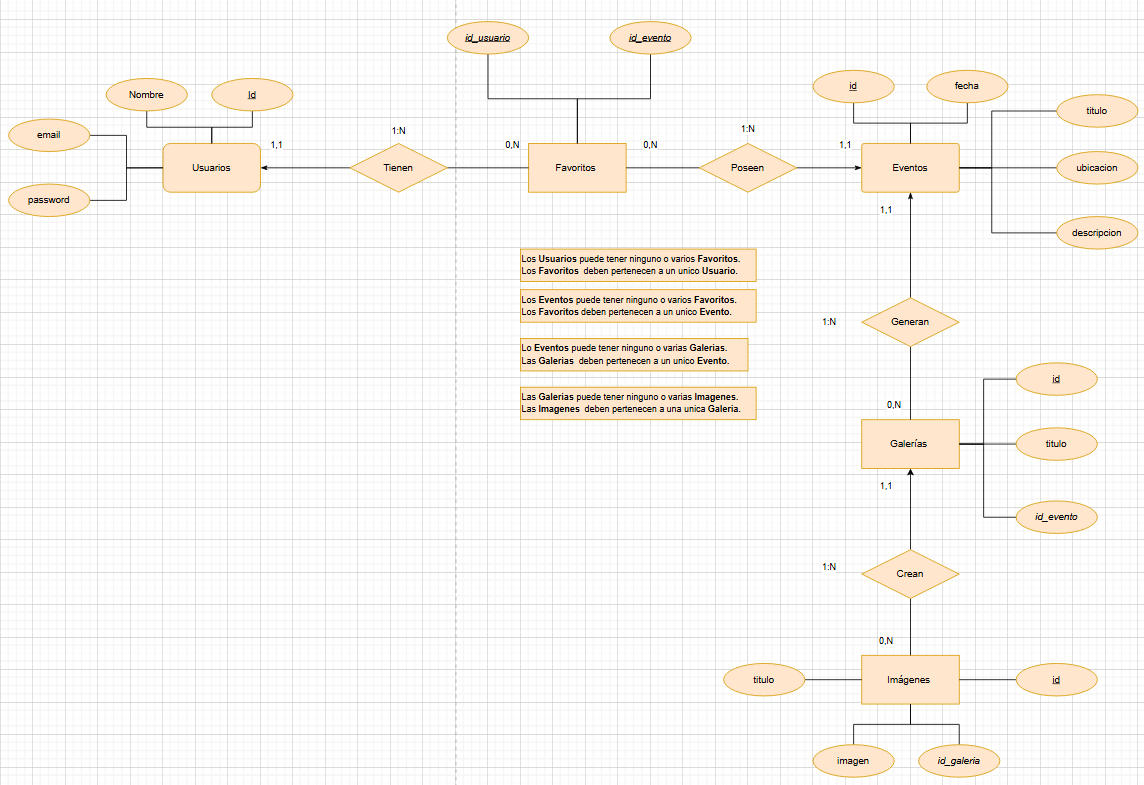 id_usuario
id_evento
id
fecha
Nombre
Id
titulo
email
1:N
1:N
1,1
0,N
0,N
1,1
Usuarios
Tienen
Favoritos
Poseen
Eventos
ubicacion
password
1,1
descripcion
Los Usuarios puede tener ninguno o varios Favoritos.
Los Favoritos deben pertenecen a un unico Usuario.
Los Eventos puede tener ninguno o varios Favoritos.
Los Favoritos deben pertenecen a un unico Evento.
1:N
Generan
Lo Eventos puede tener ninguno o varias Galerias.
Las Galerias deben pertenecen a un unico Evento.
id
Las Galerias puede tener ninguno o varias Imagenes.
Las Imagenes deben pertenecen a una unica Galeria.
0,N
Galerías
titulo
1,1
id_evento
1:N
Crean
0,N
titulo
Imágenes
id
imagen
id_galeria